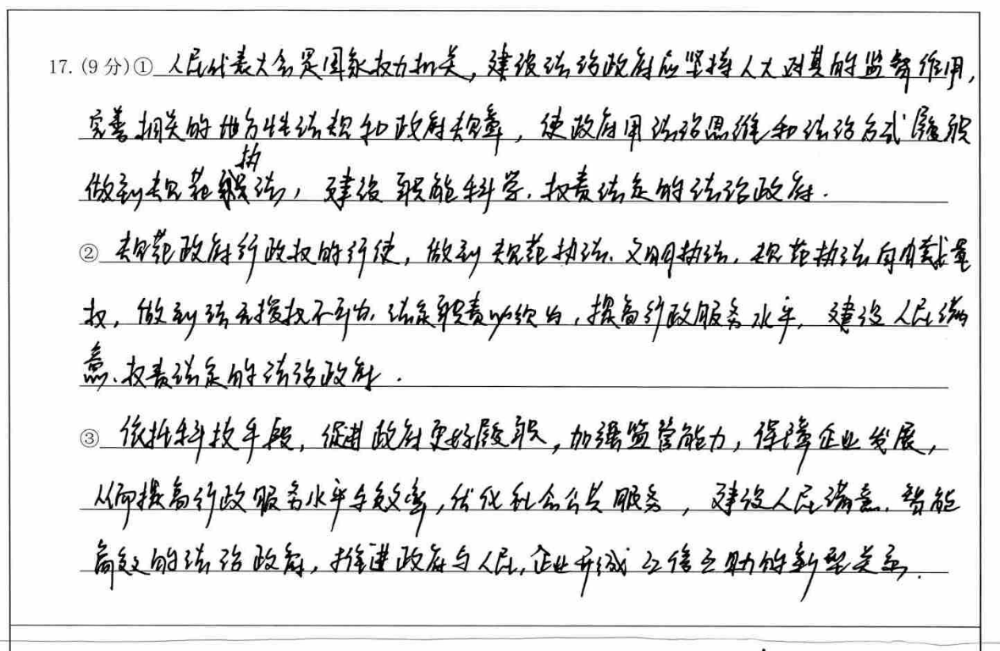 17. (9分)① 人民代表大会是国家权力机关，建设法治政府应坚持人大对其的监督作用，
完善相关的地方性法规和政府规章，使政府用法治思维和法治方式履职
做到规范执法，建设职能科学、权责法定的法治政府.
② 规范政府行政权的行使，做到规范执法、文明执法，规范执法自由裁量
权，做到法无授权不可为、法定职责必须为，提高行政服务水平，建设人民满
意、权责法定的法治政府.
③ 依托科技手段，促进政府更好履职，加强监管能力，保障企业发展，
从而提高行政服务水平与效率，优化社会公共服务，建设人民满意、智能
高效的法治政府，推进政府与人民，企业形成互信互助的新型关系.